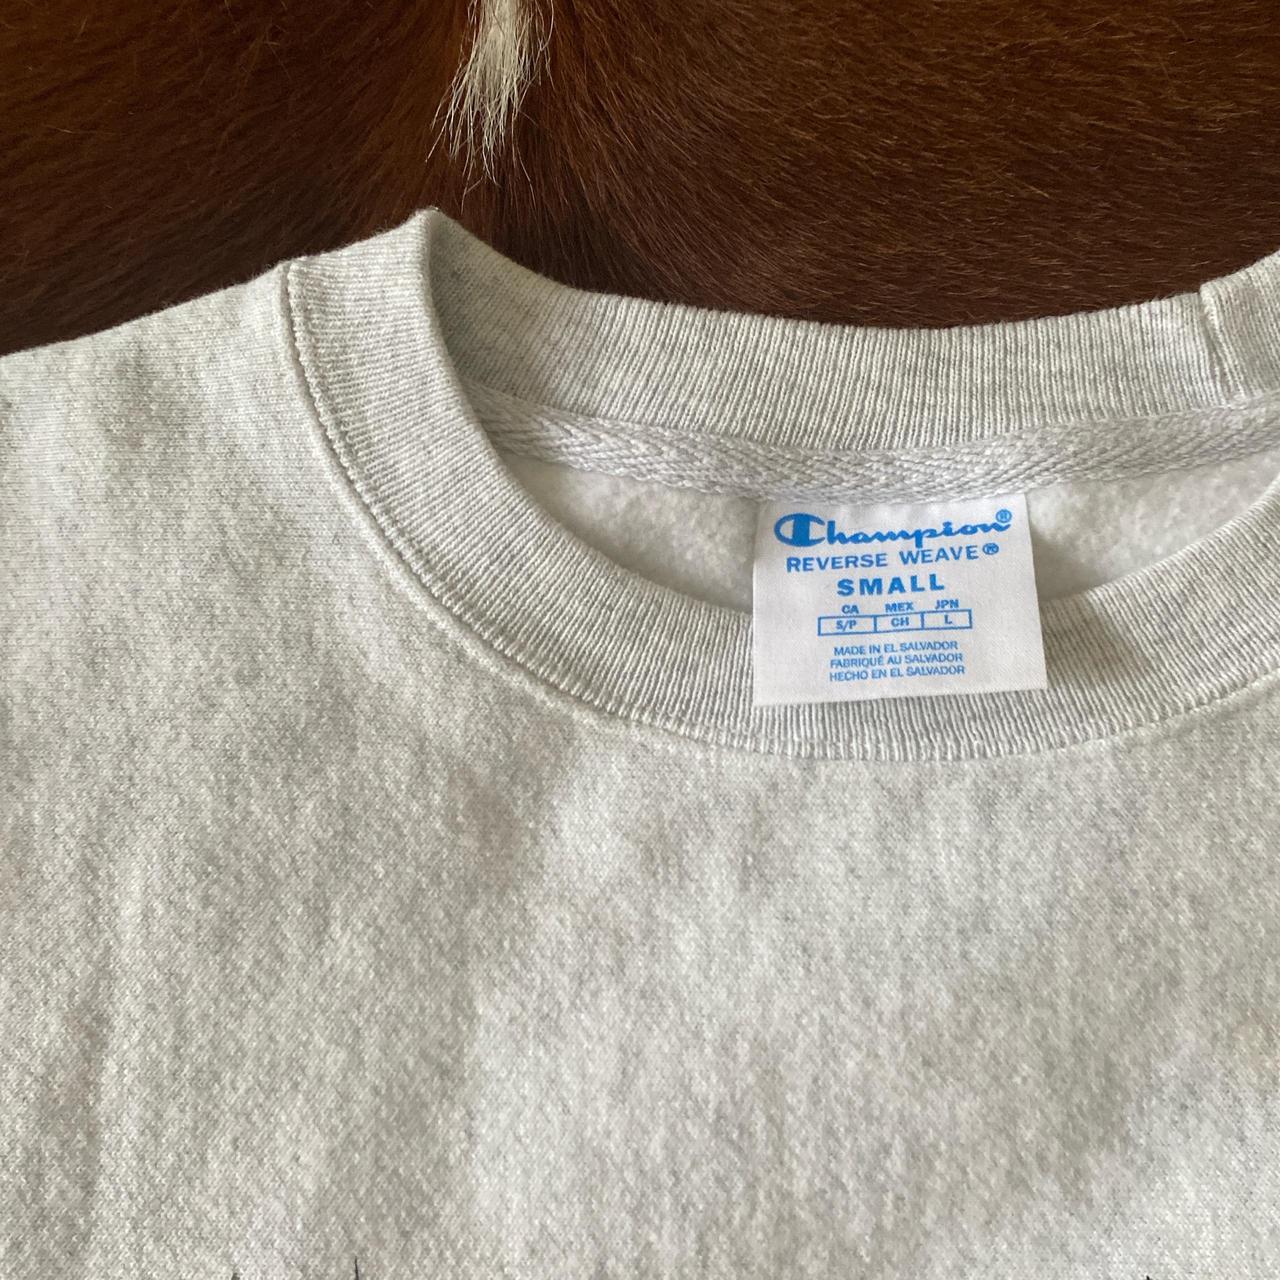 Champion®
REVERSE WEAVE®
SMALL
CA MEX JPN
S/P CH L
MADE IN EL SALVADOR
FABRIQUÉ AU SALVADOR
HECHO EN EL SALVADOR